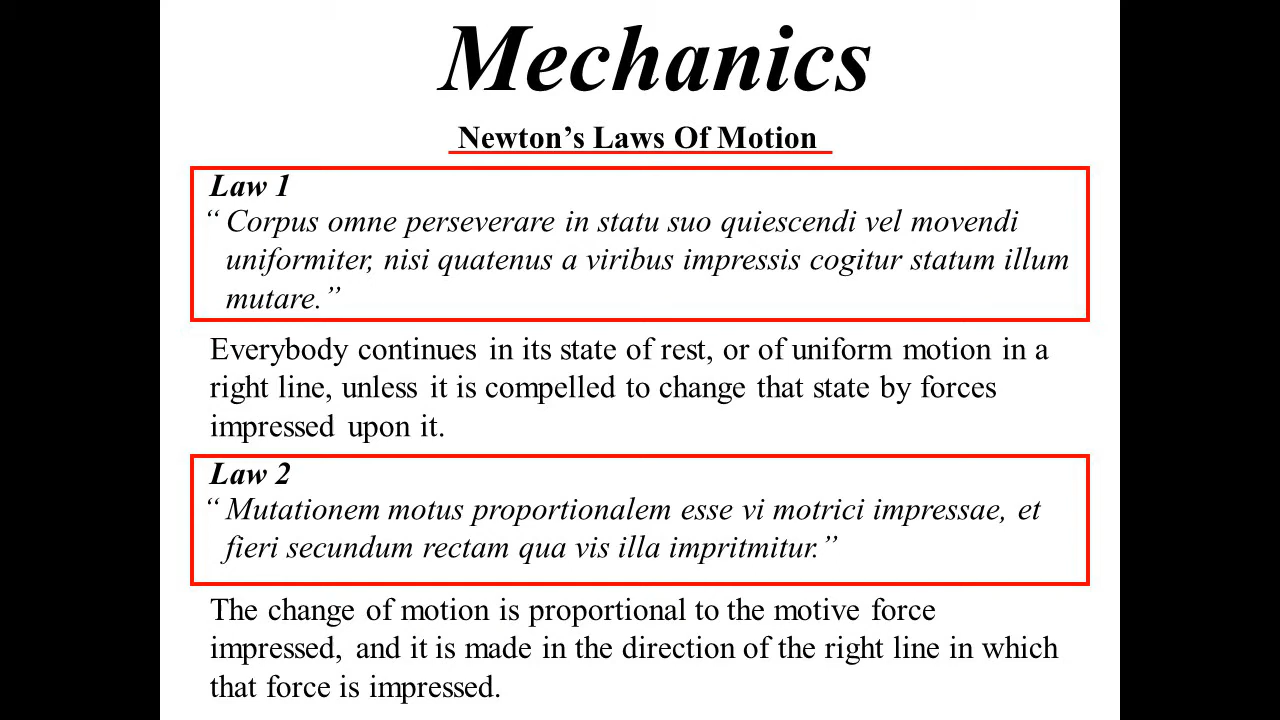 Mechanics
Newton’s Laws Of Motion
Law 1
“ Corpus omne perseverare in statu suo quiescendi vel movendi
uniformiter, nisi quatenus a viribus impressis cogitur statum illum
mutare.”
Everybody continues in its state of rest, or of uniform motion in a
right line, unless it is compelled to change that state by forces
impressed upon it.
Law 2
“ Mutationem motus proportionalem esse vi motrici impressae, et
fieri secundum rectam qua vis illa impritmitur.”
The change of motion is proportional to the motive force
impressed, and it is made in the direction of the right line in which
that force is impressed.